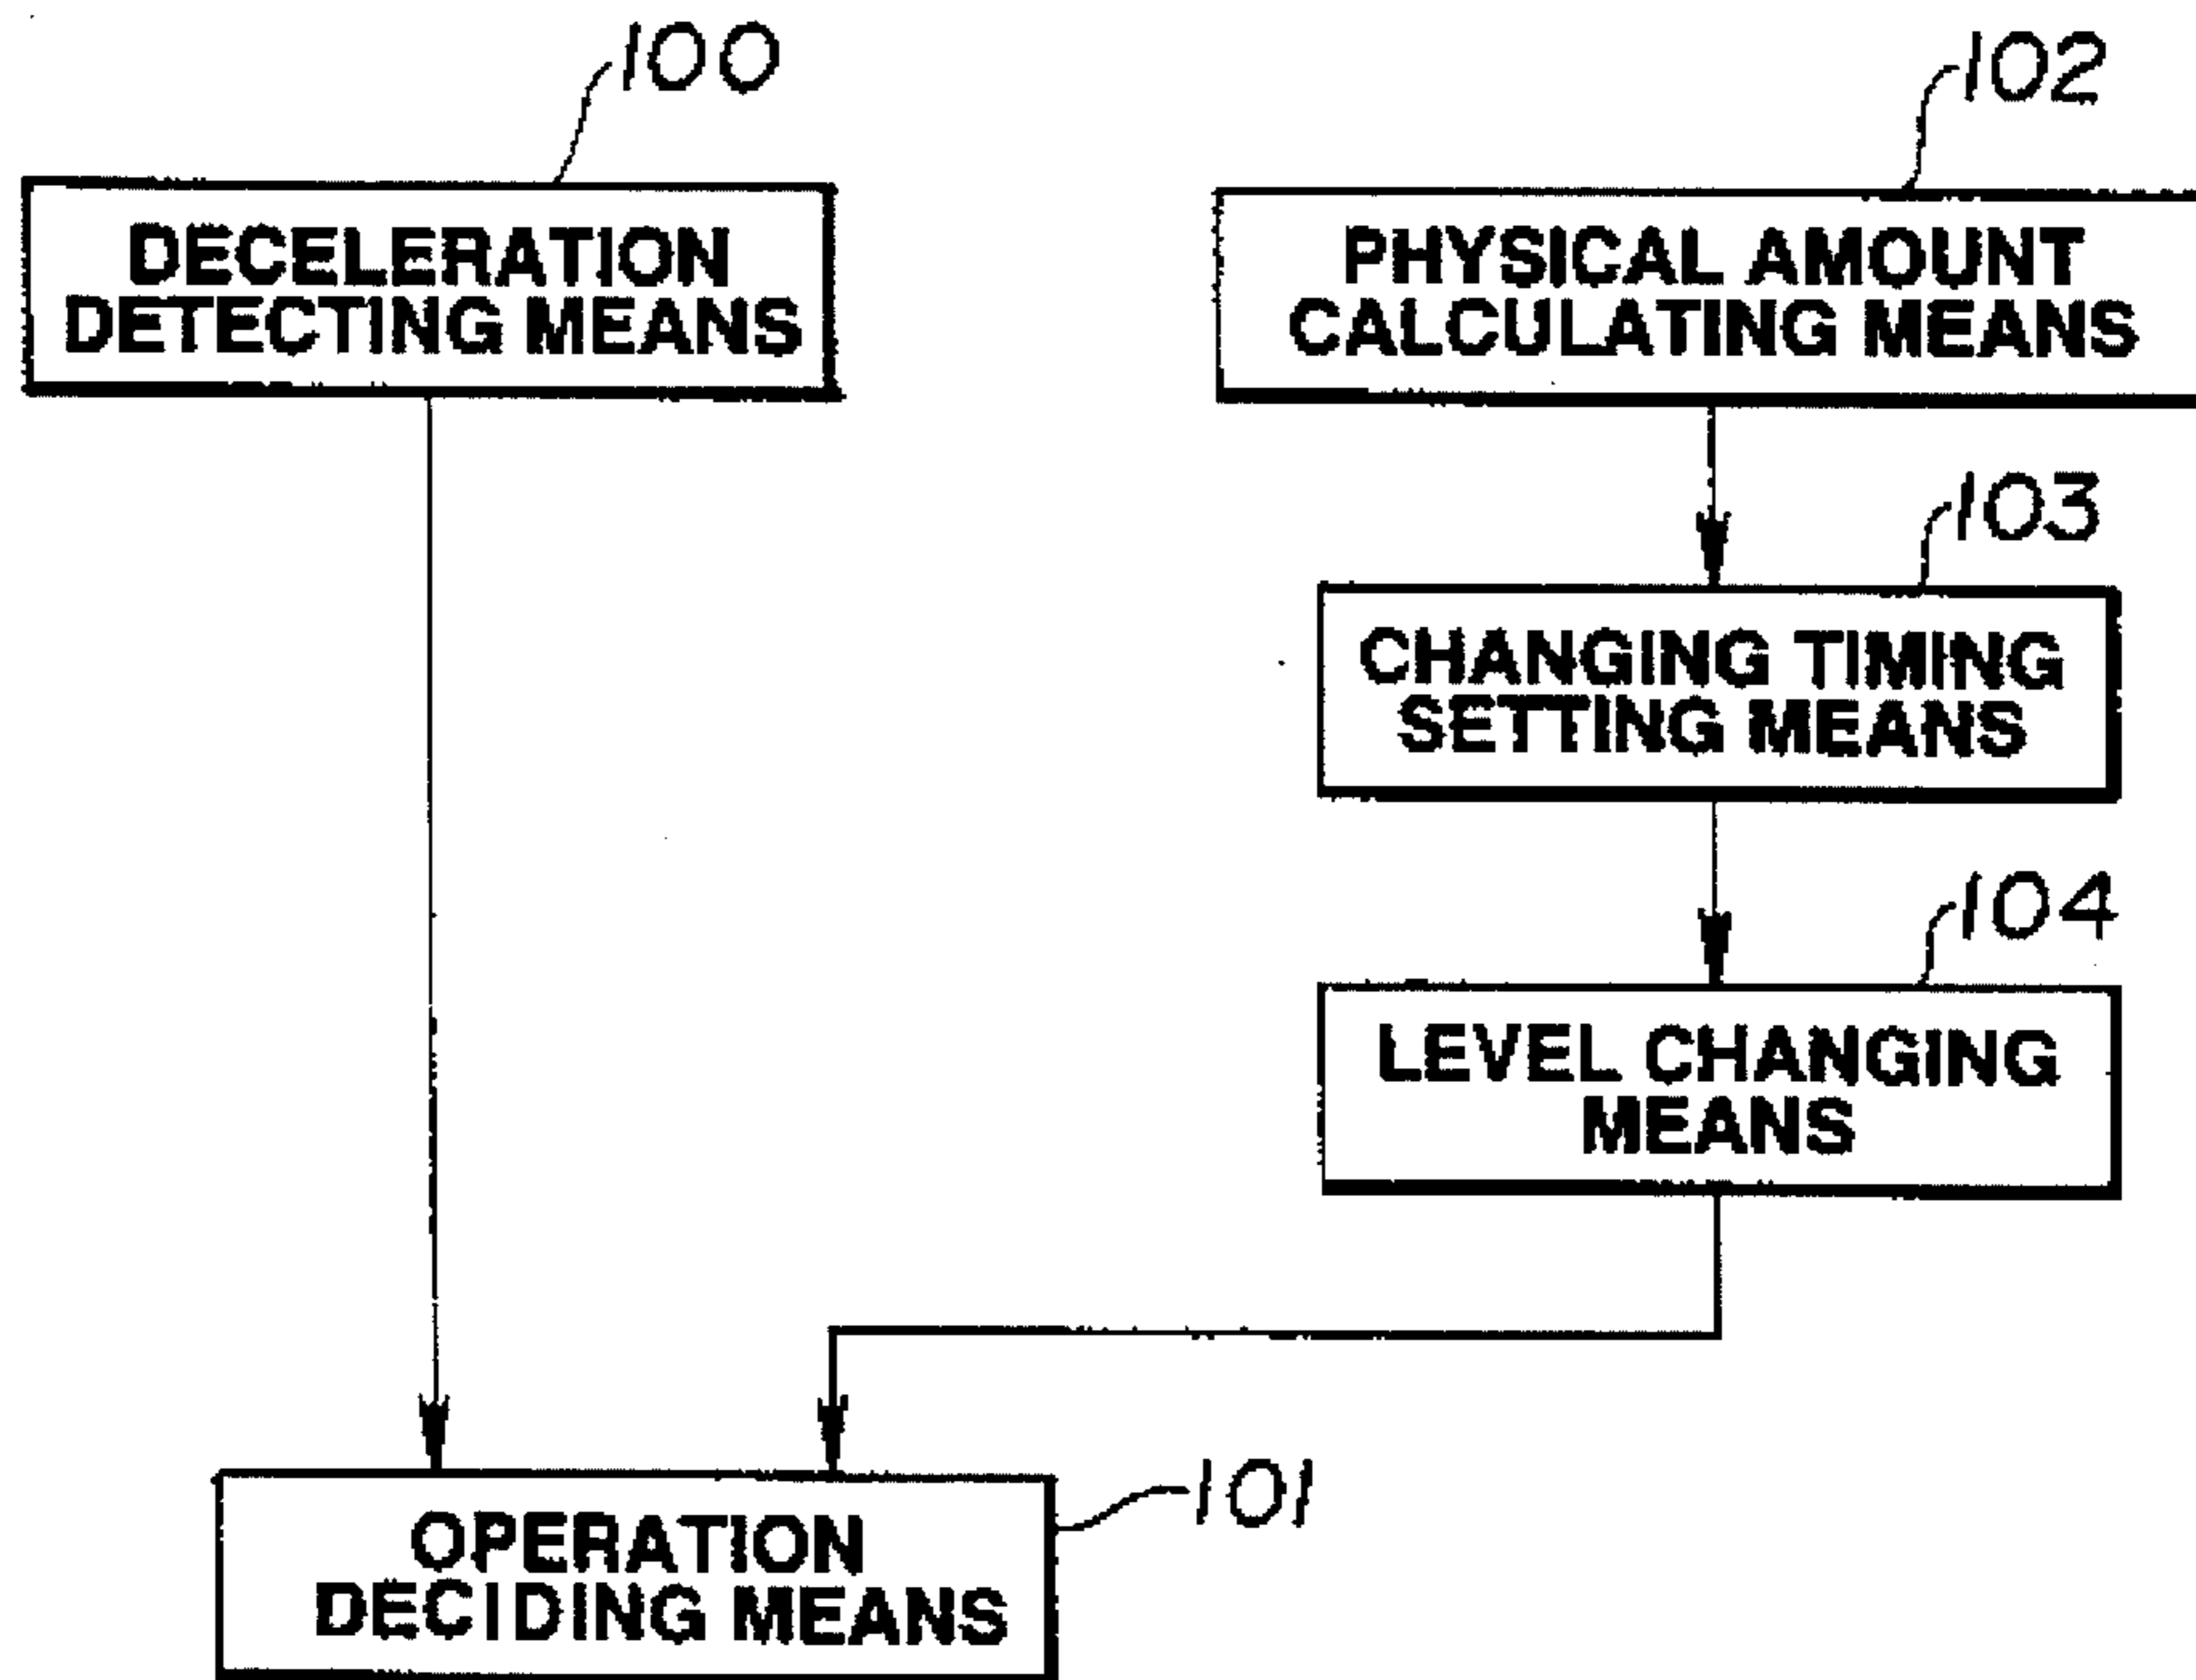 100
DECELERATION
DETECTING MEANS
102
PHYSICAL AMOUNT
CALCULATING MEANS
103
CHANGING TIMING
SETTING MEANS
104
LEVEL CHANGING
MEANS
101
OPERATION
DECIDING MEANS